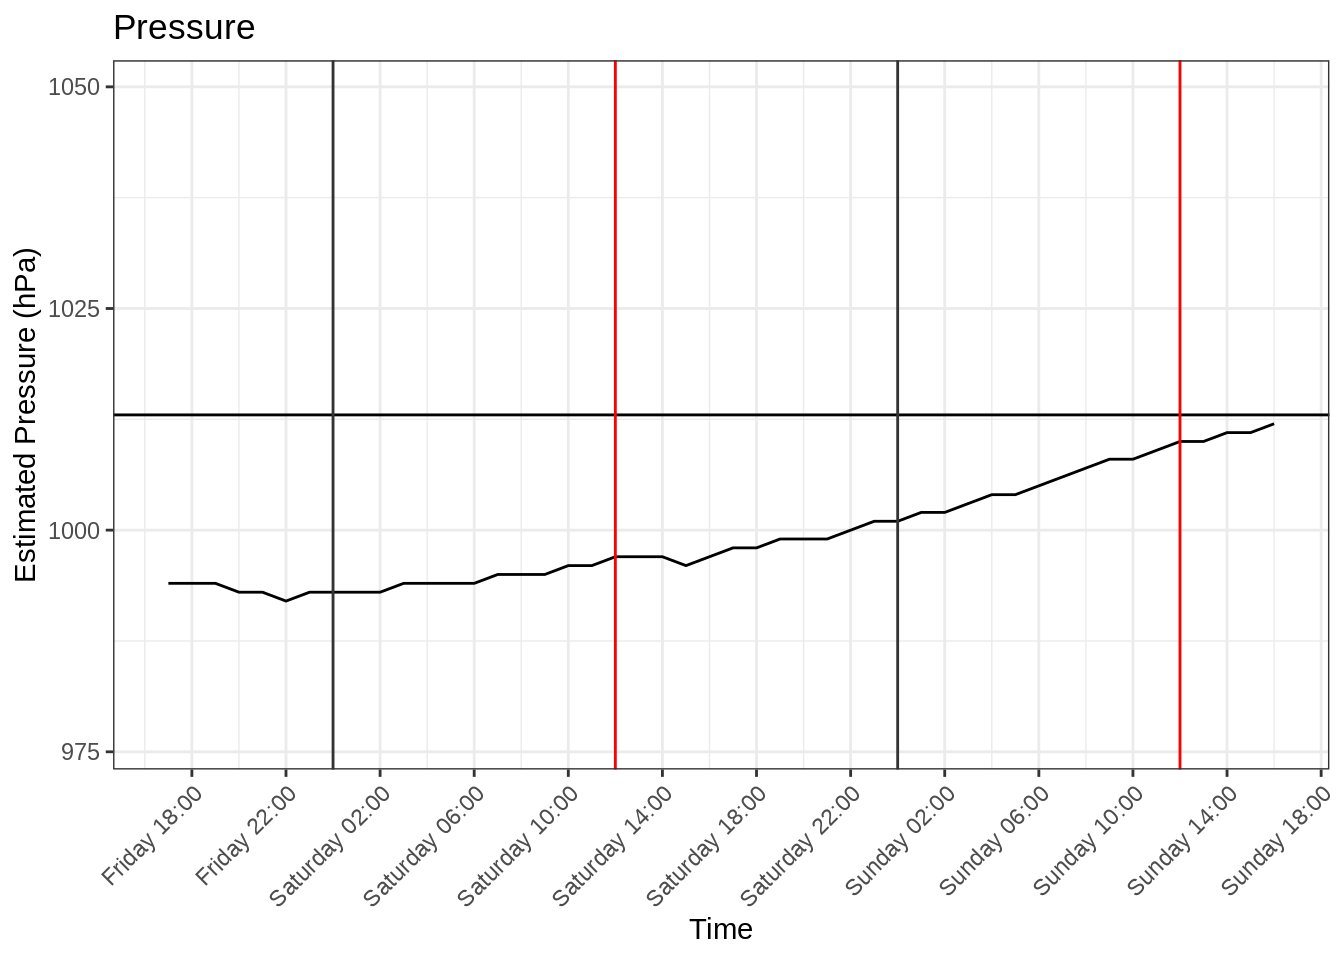 Pressure
Estimated Pressure (hPa)
1050
1025
1000
975
Friday 18:00
Friday 22:00
Saturday 02:00
Saturday 06:00
Saturday 10:00
Saturday 14:00
Saturday 18:00
Saturday 22:00
Sunday 02:00
Sunday 06:00
Sunday 10:00
Sunday 14:00
Sunday 18:00
Time